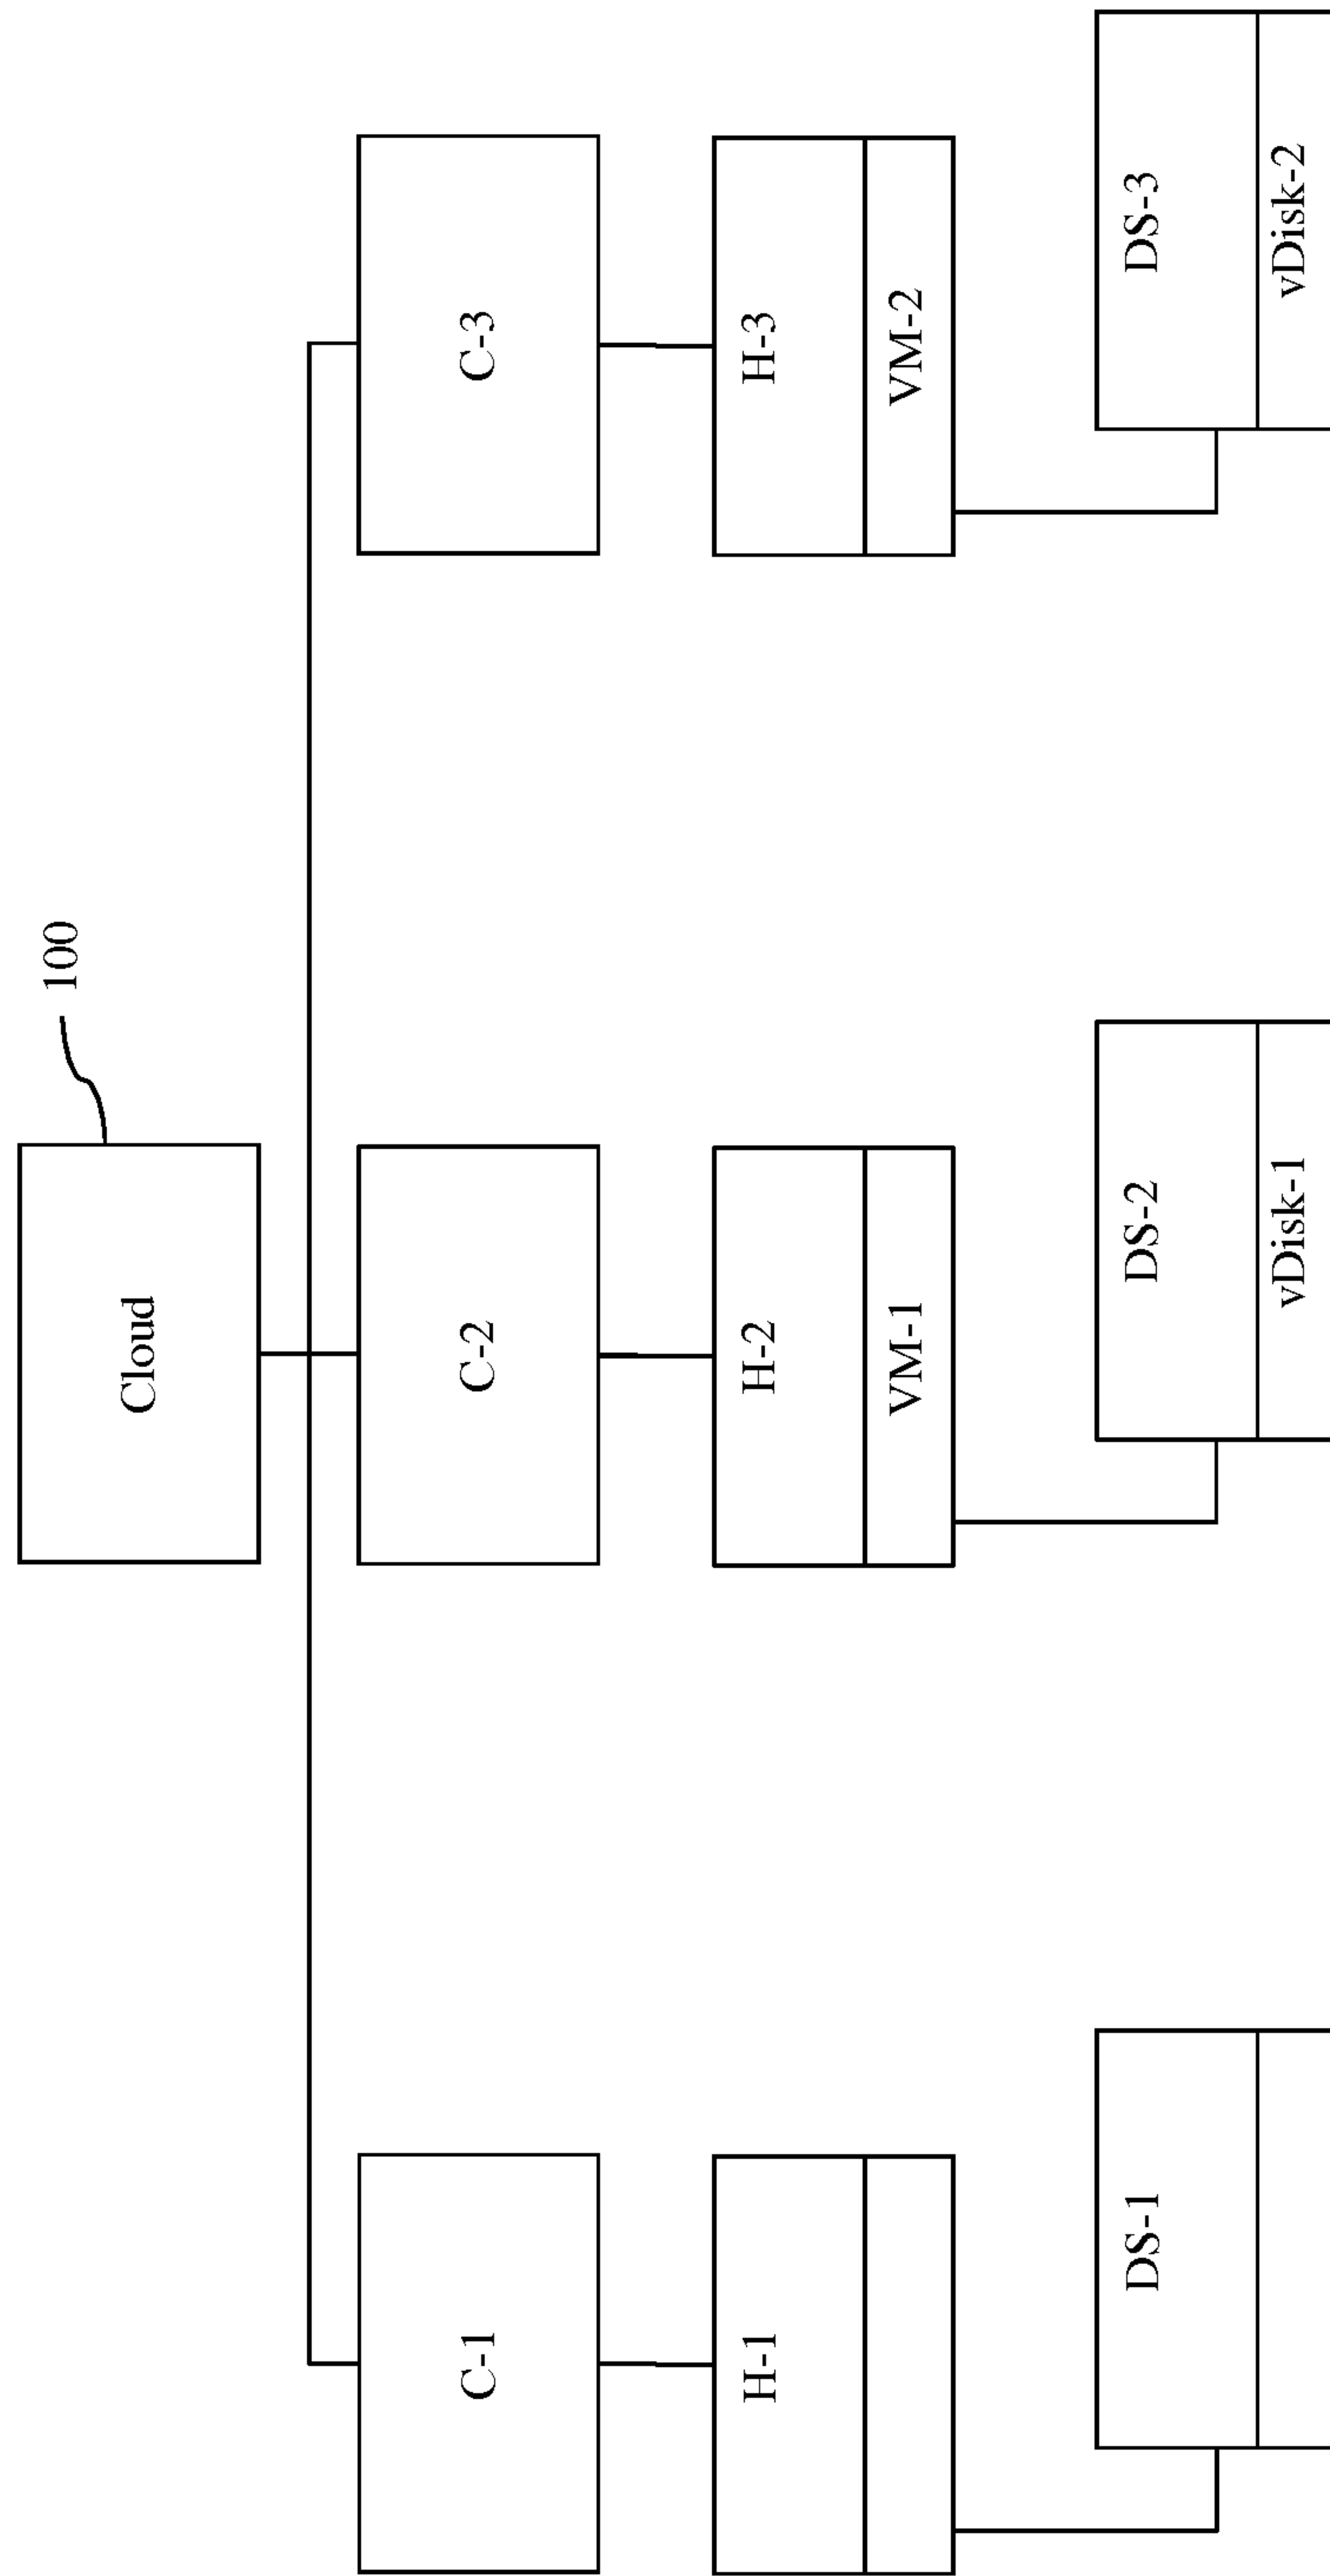 100
Cloud
C-1
C-2
C-3
H-1
H-2
VM-1
H-3
VM-2
DS-1
DS-2
vDisk-1
DS-3
vDisk-2